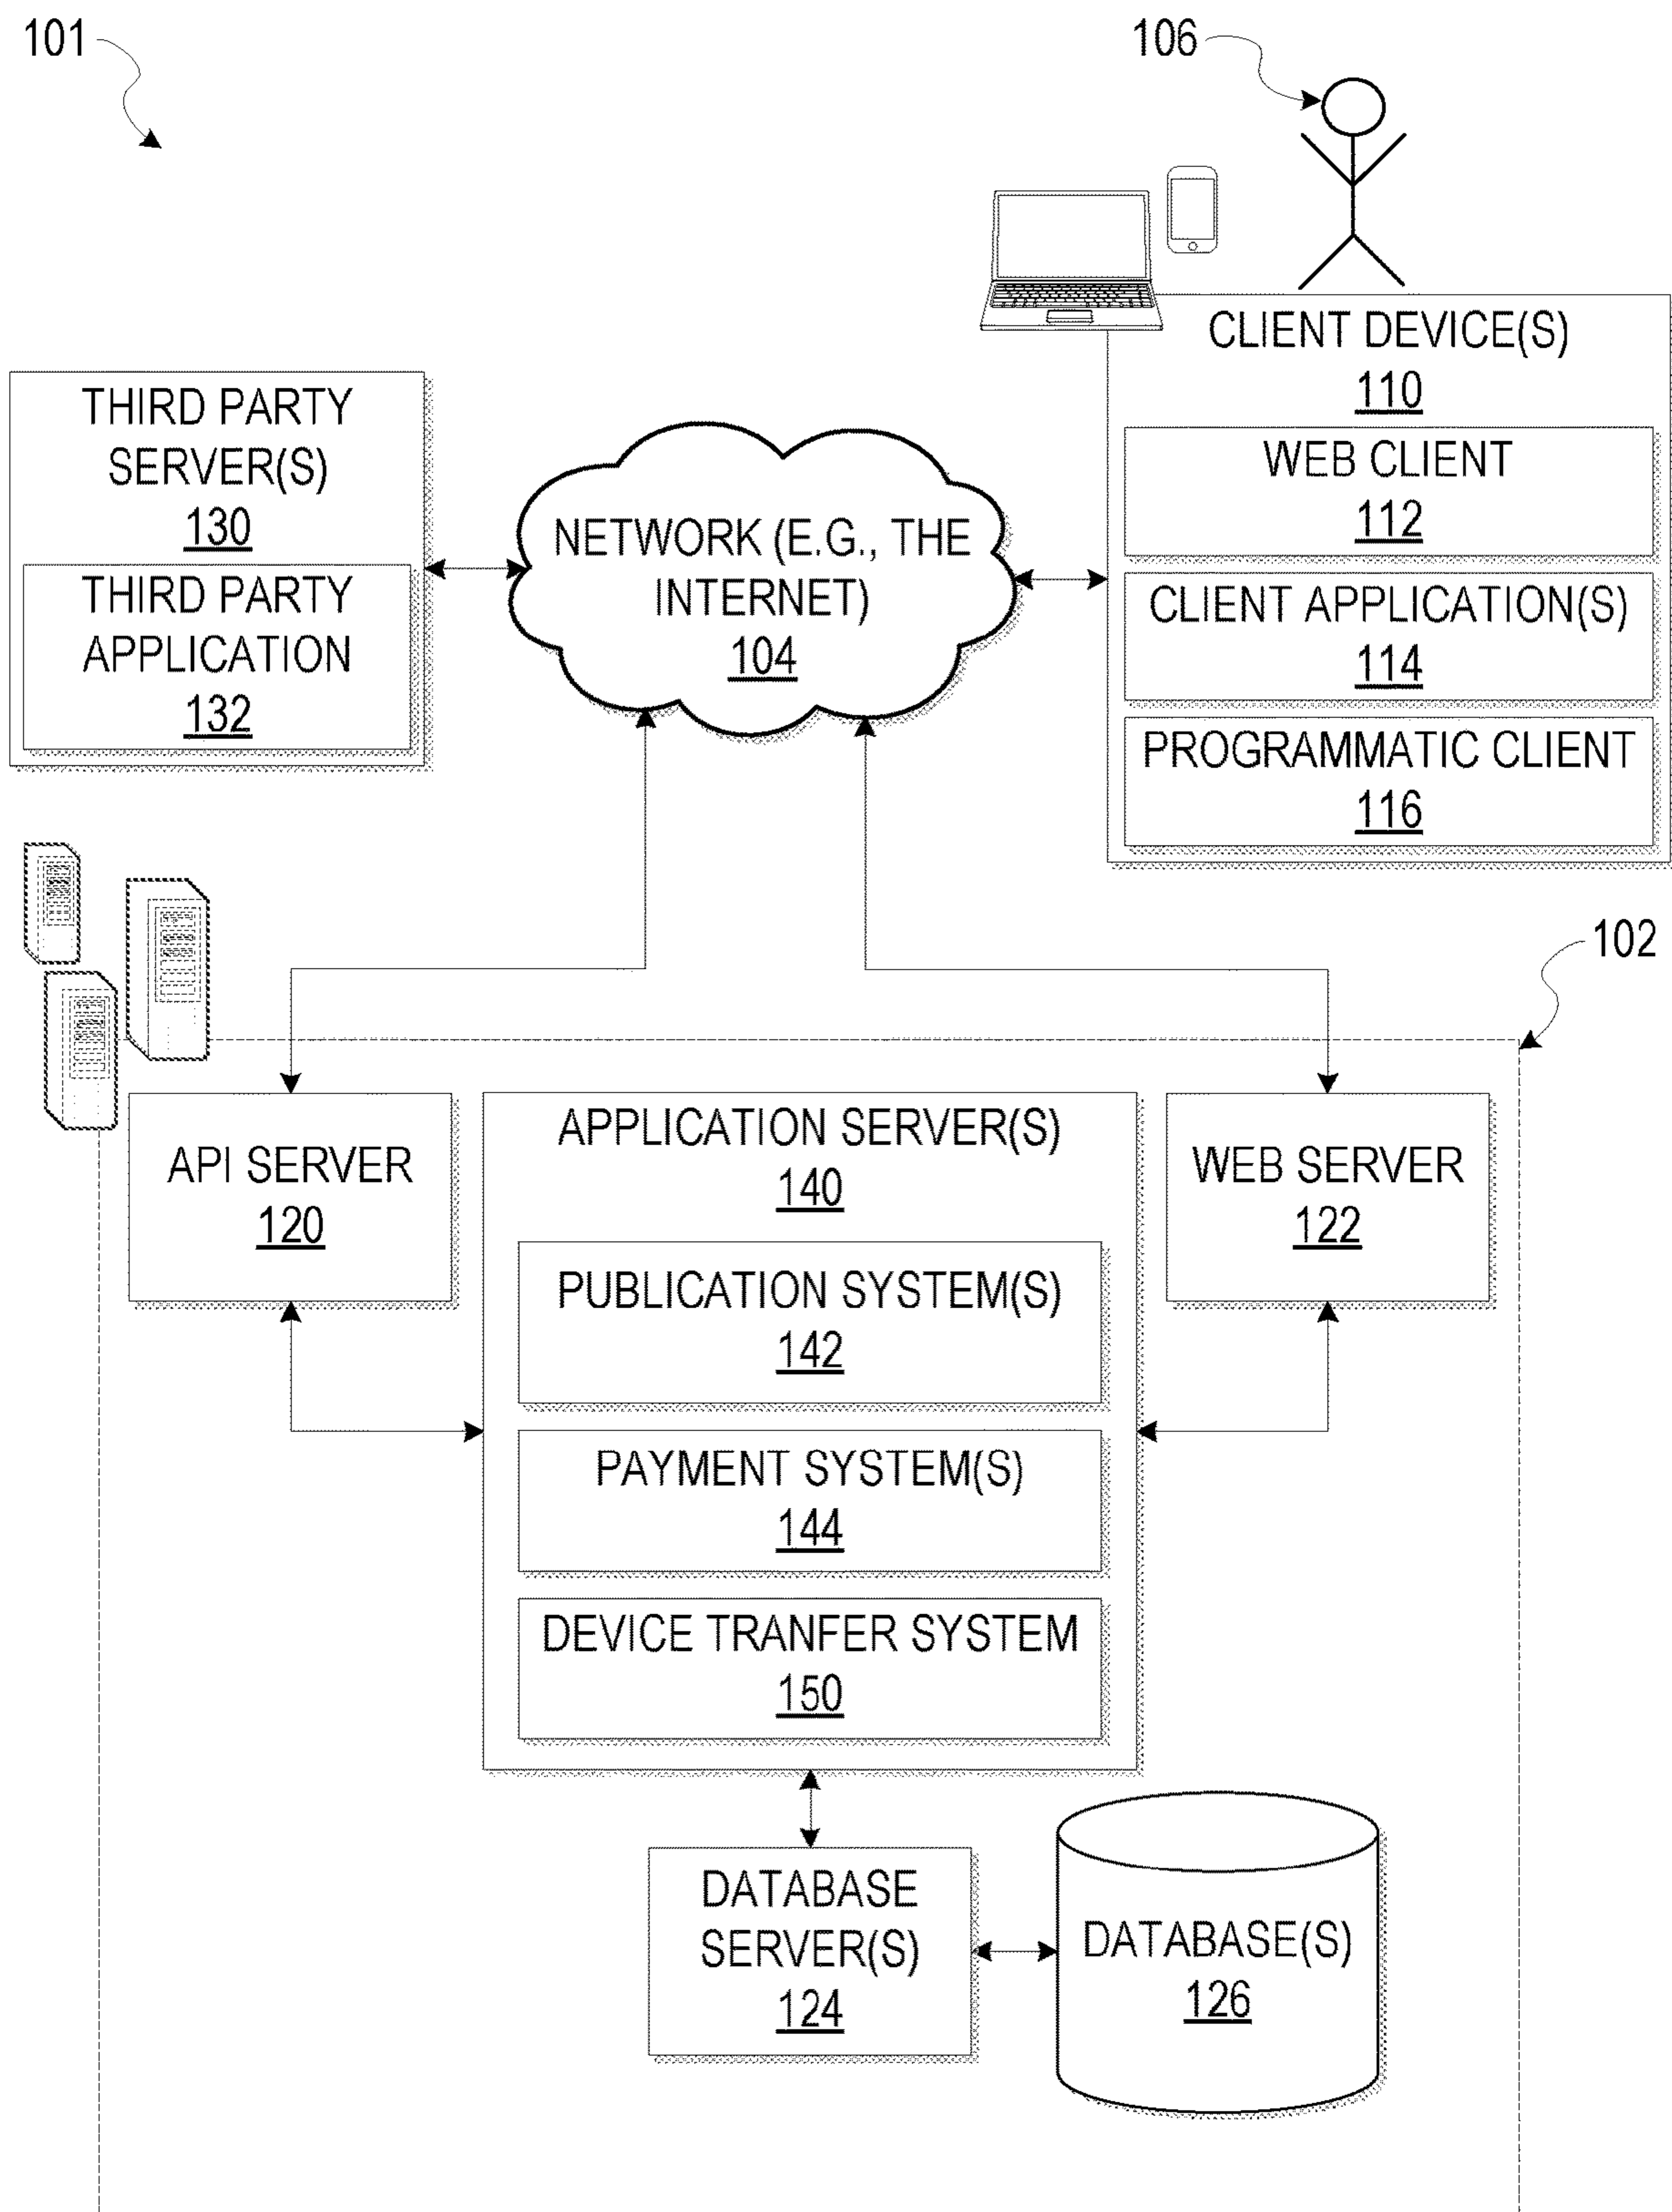 101
106
CLIENT DEVICE(S)
110
WEB CLIENT
112
CLIENT APPLICATION(S)
114
PROGRAMMATIC CLIENT
116
THIRD PARTY
SERVER(S)
130
THIRD PARTY
APPLICATION
132
NETWORK (E.G., THE
INTERNET)
104
102
API SERVER
120
APPLICATION SERVER(S)
140
PUBLICATION SYSTEM(S)
142
PAYMENT SYSTEM(S)
144
DEVICE TRANFER SYSTEM
150
WEB SERVER
122
DATABASE
SERVER(S)
124
DATABASE(S)
126